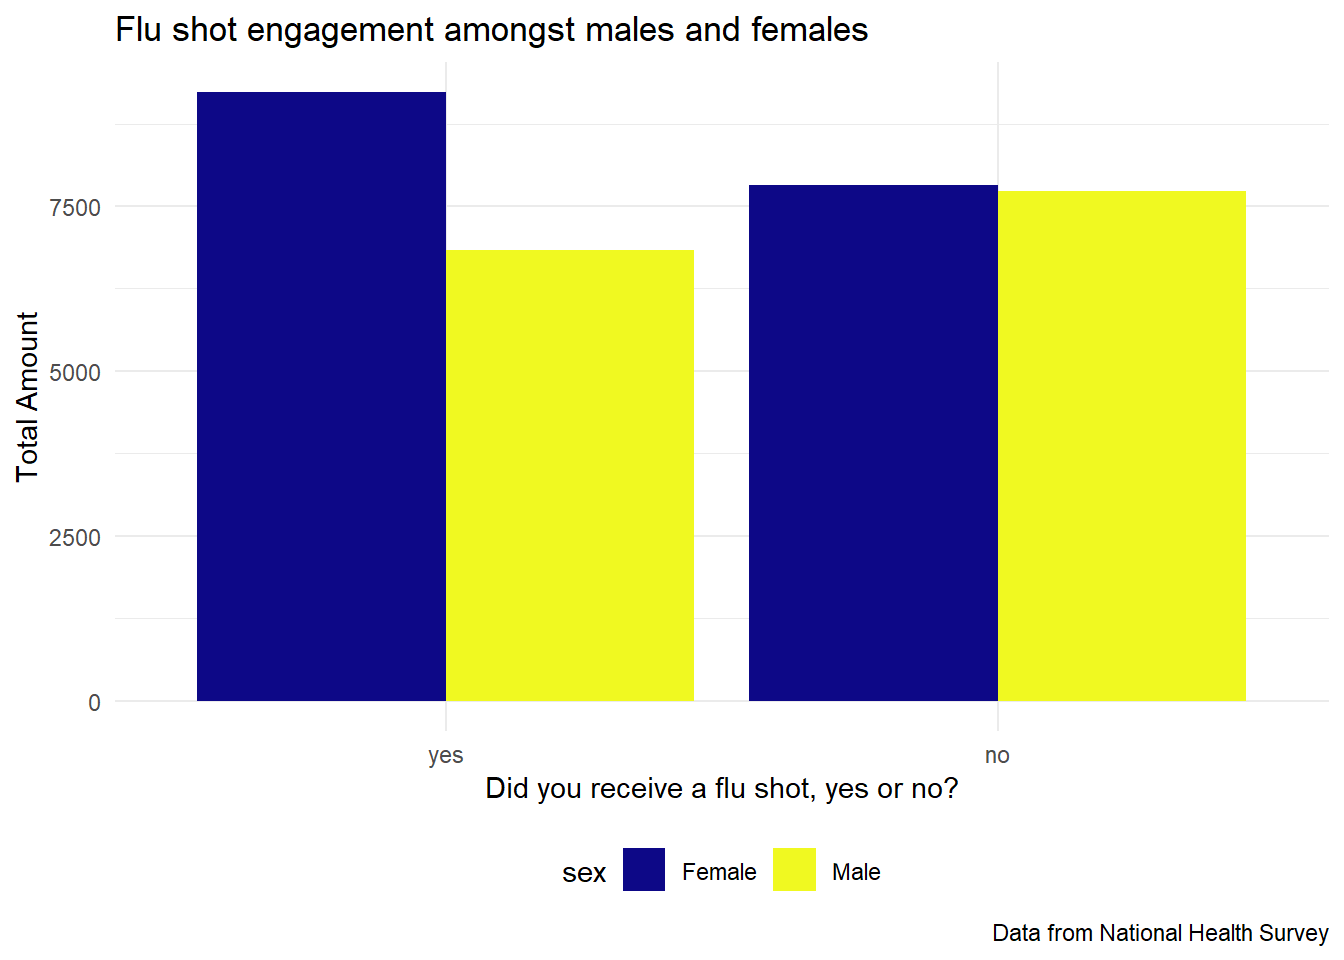 Flu shot engagement amongst males and females
Total Amount
7500
5000
2500
0
yes no
Did you receive a flu shot, yes or no?
sex Female Male
Data from National Health Survey